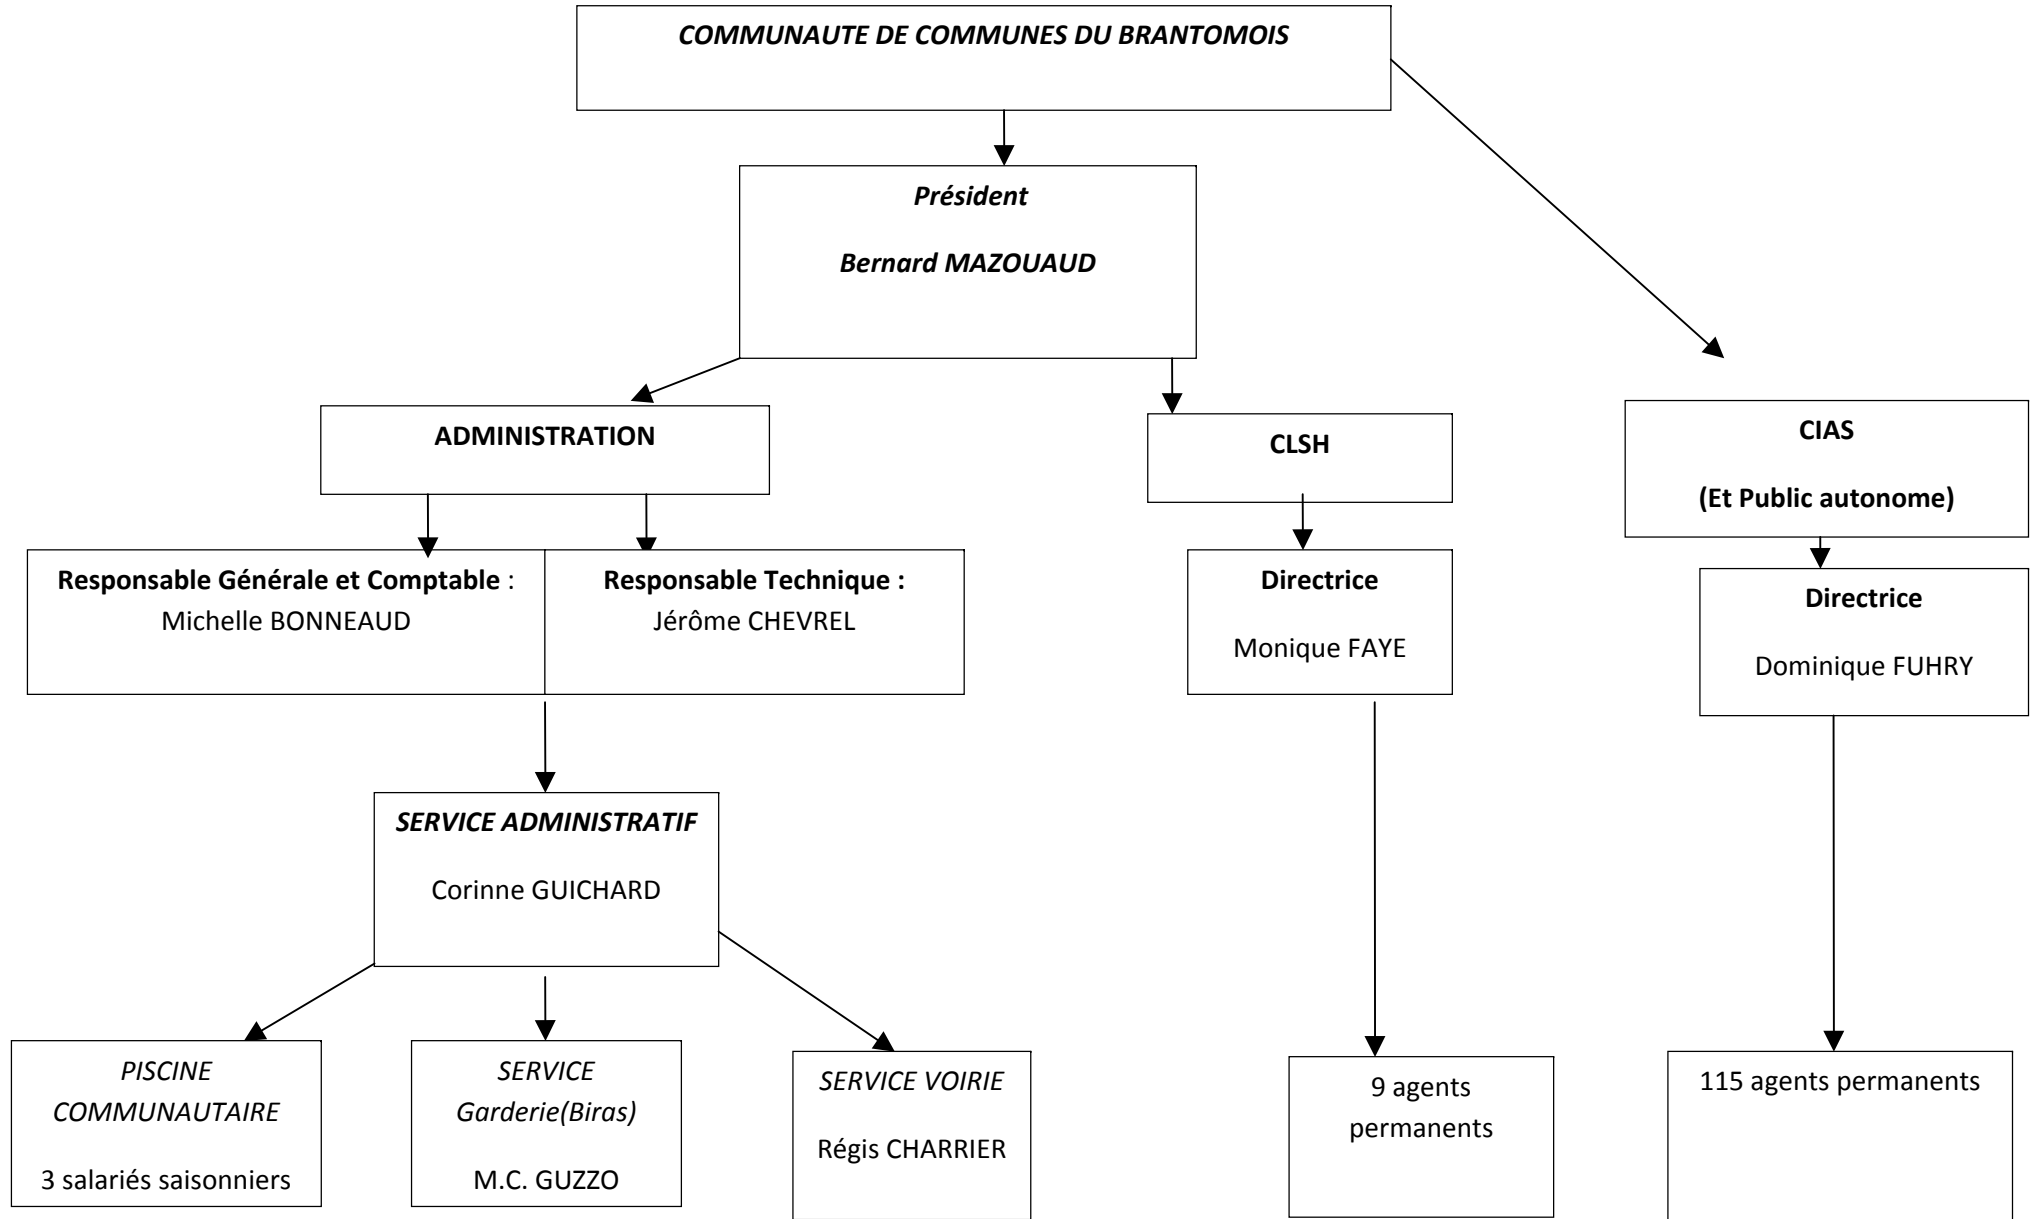 COMMUNAUTE DE COMMUNES DU BRANTOMOIS
Président
Bernard MAZOUAUD
ADMINISTRATION
CLSH
CIAS
(Et Public autonome)
Responsable Générale et Comptable :
Michelle BONNEAUD
Responsable Technique :
Jérôme CHEVREL
Directrice
Monique FAYE
Directrice
Dominique FUHRY
SERVICE ADMINISTRATIF
Corinne GUICHARD
PISCINE
COMMUNAUTAIRE
3 salariés saisonniers
SERVICE
Garderie(Biras)
M.C. GUZZO
SERVICE VOIRIE
Régis CHARRIER
9 agents
permanents
115 agents permanents